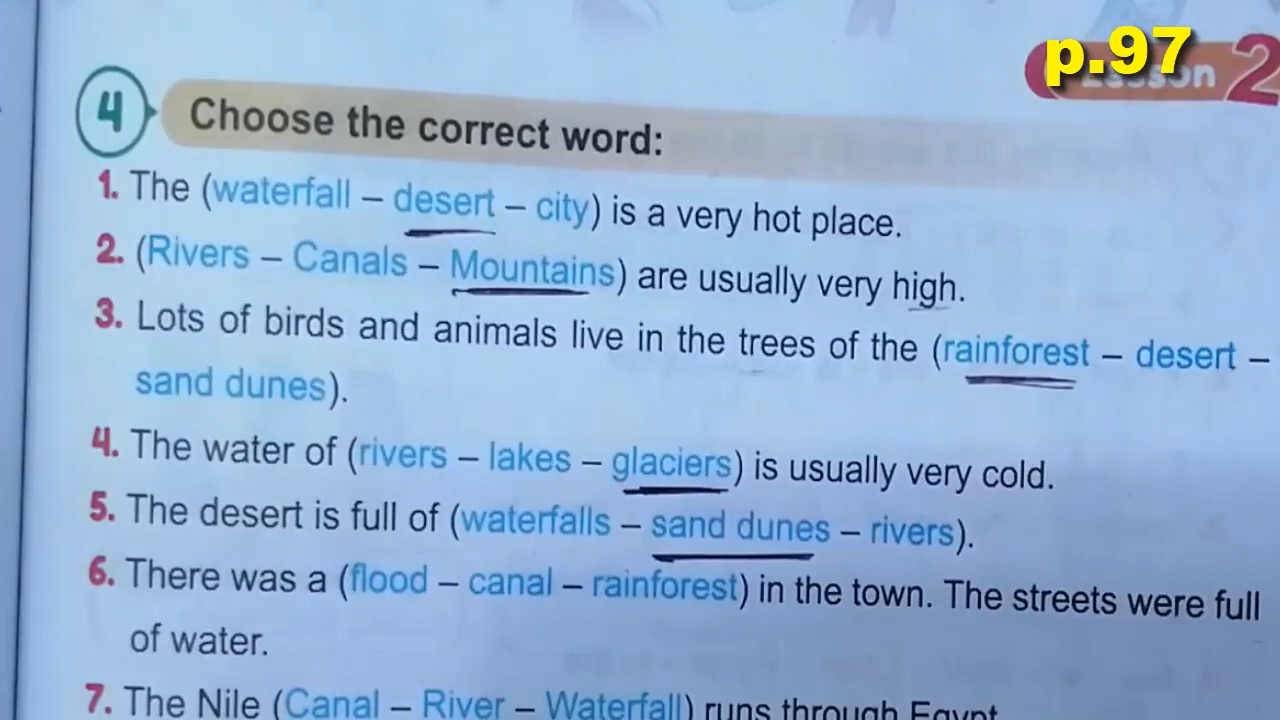 p.97
Lesson 2
4 Choose the correct word:
1. The (waterfall – desert – city) is a very hot place.
2. (Rivers – Canals – Mountains) are usually very high.
3. Lots of birds and animals live in the trees of the (rainforest – desert –
sand dunes).
4. The water of (rivers – lakes – glaciers) is usually very cold.
5. The desert is full of (waterfalls – sand dunes – rivers).
6. There was a (flood – canal – rainforest) in the town. The streets were full
of water.
7. The Nile (Canal – River – Waterfall) runs through Egypt